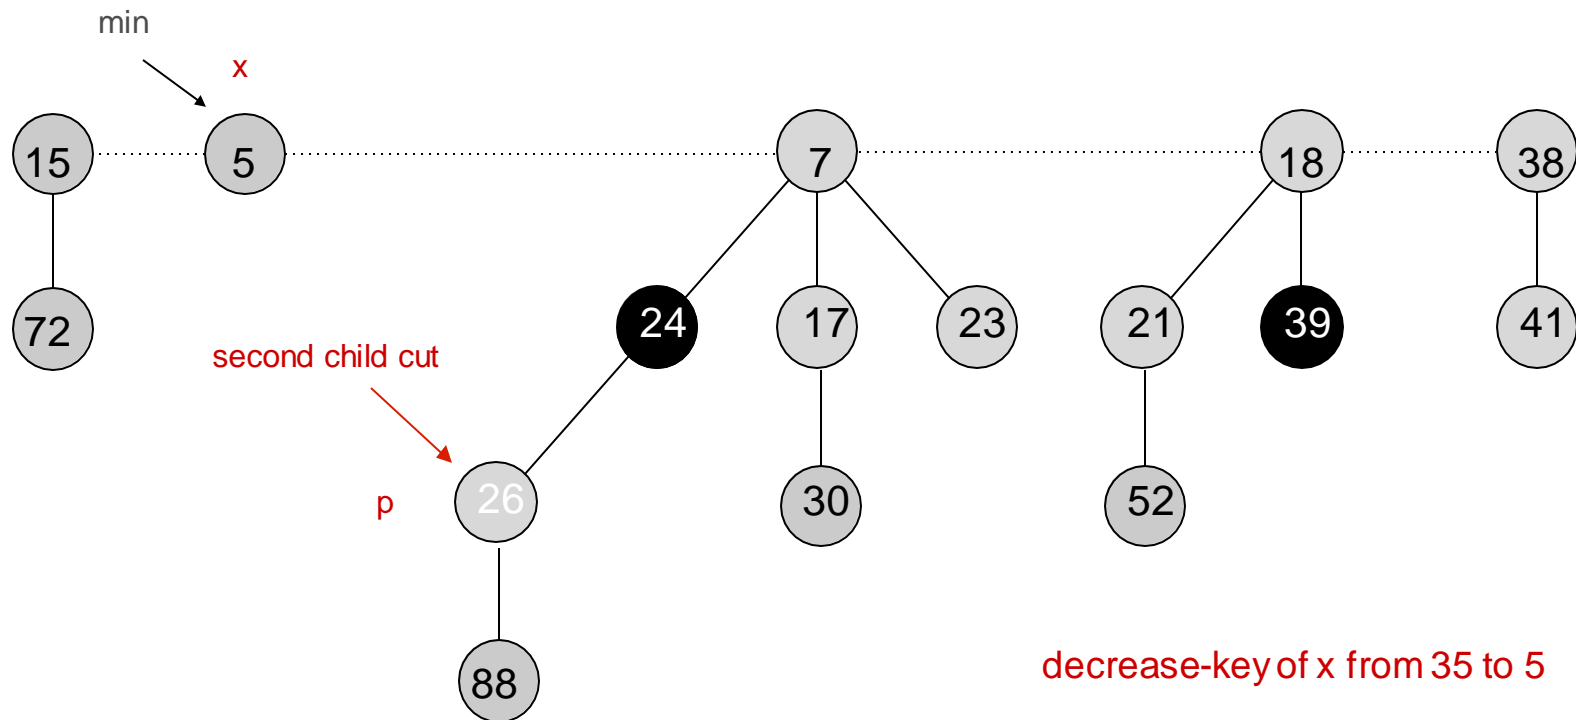 min
x
15 5 7 18 38
72 24 17 23 21 39 41
second child cut
p 26 30 52
88
decrease-key of x from 35 to 5